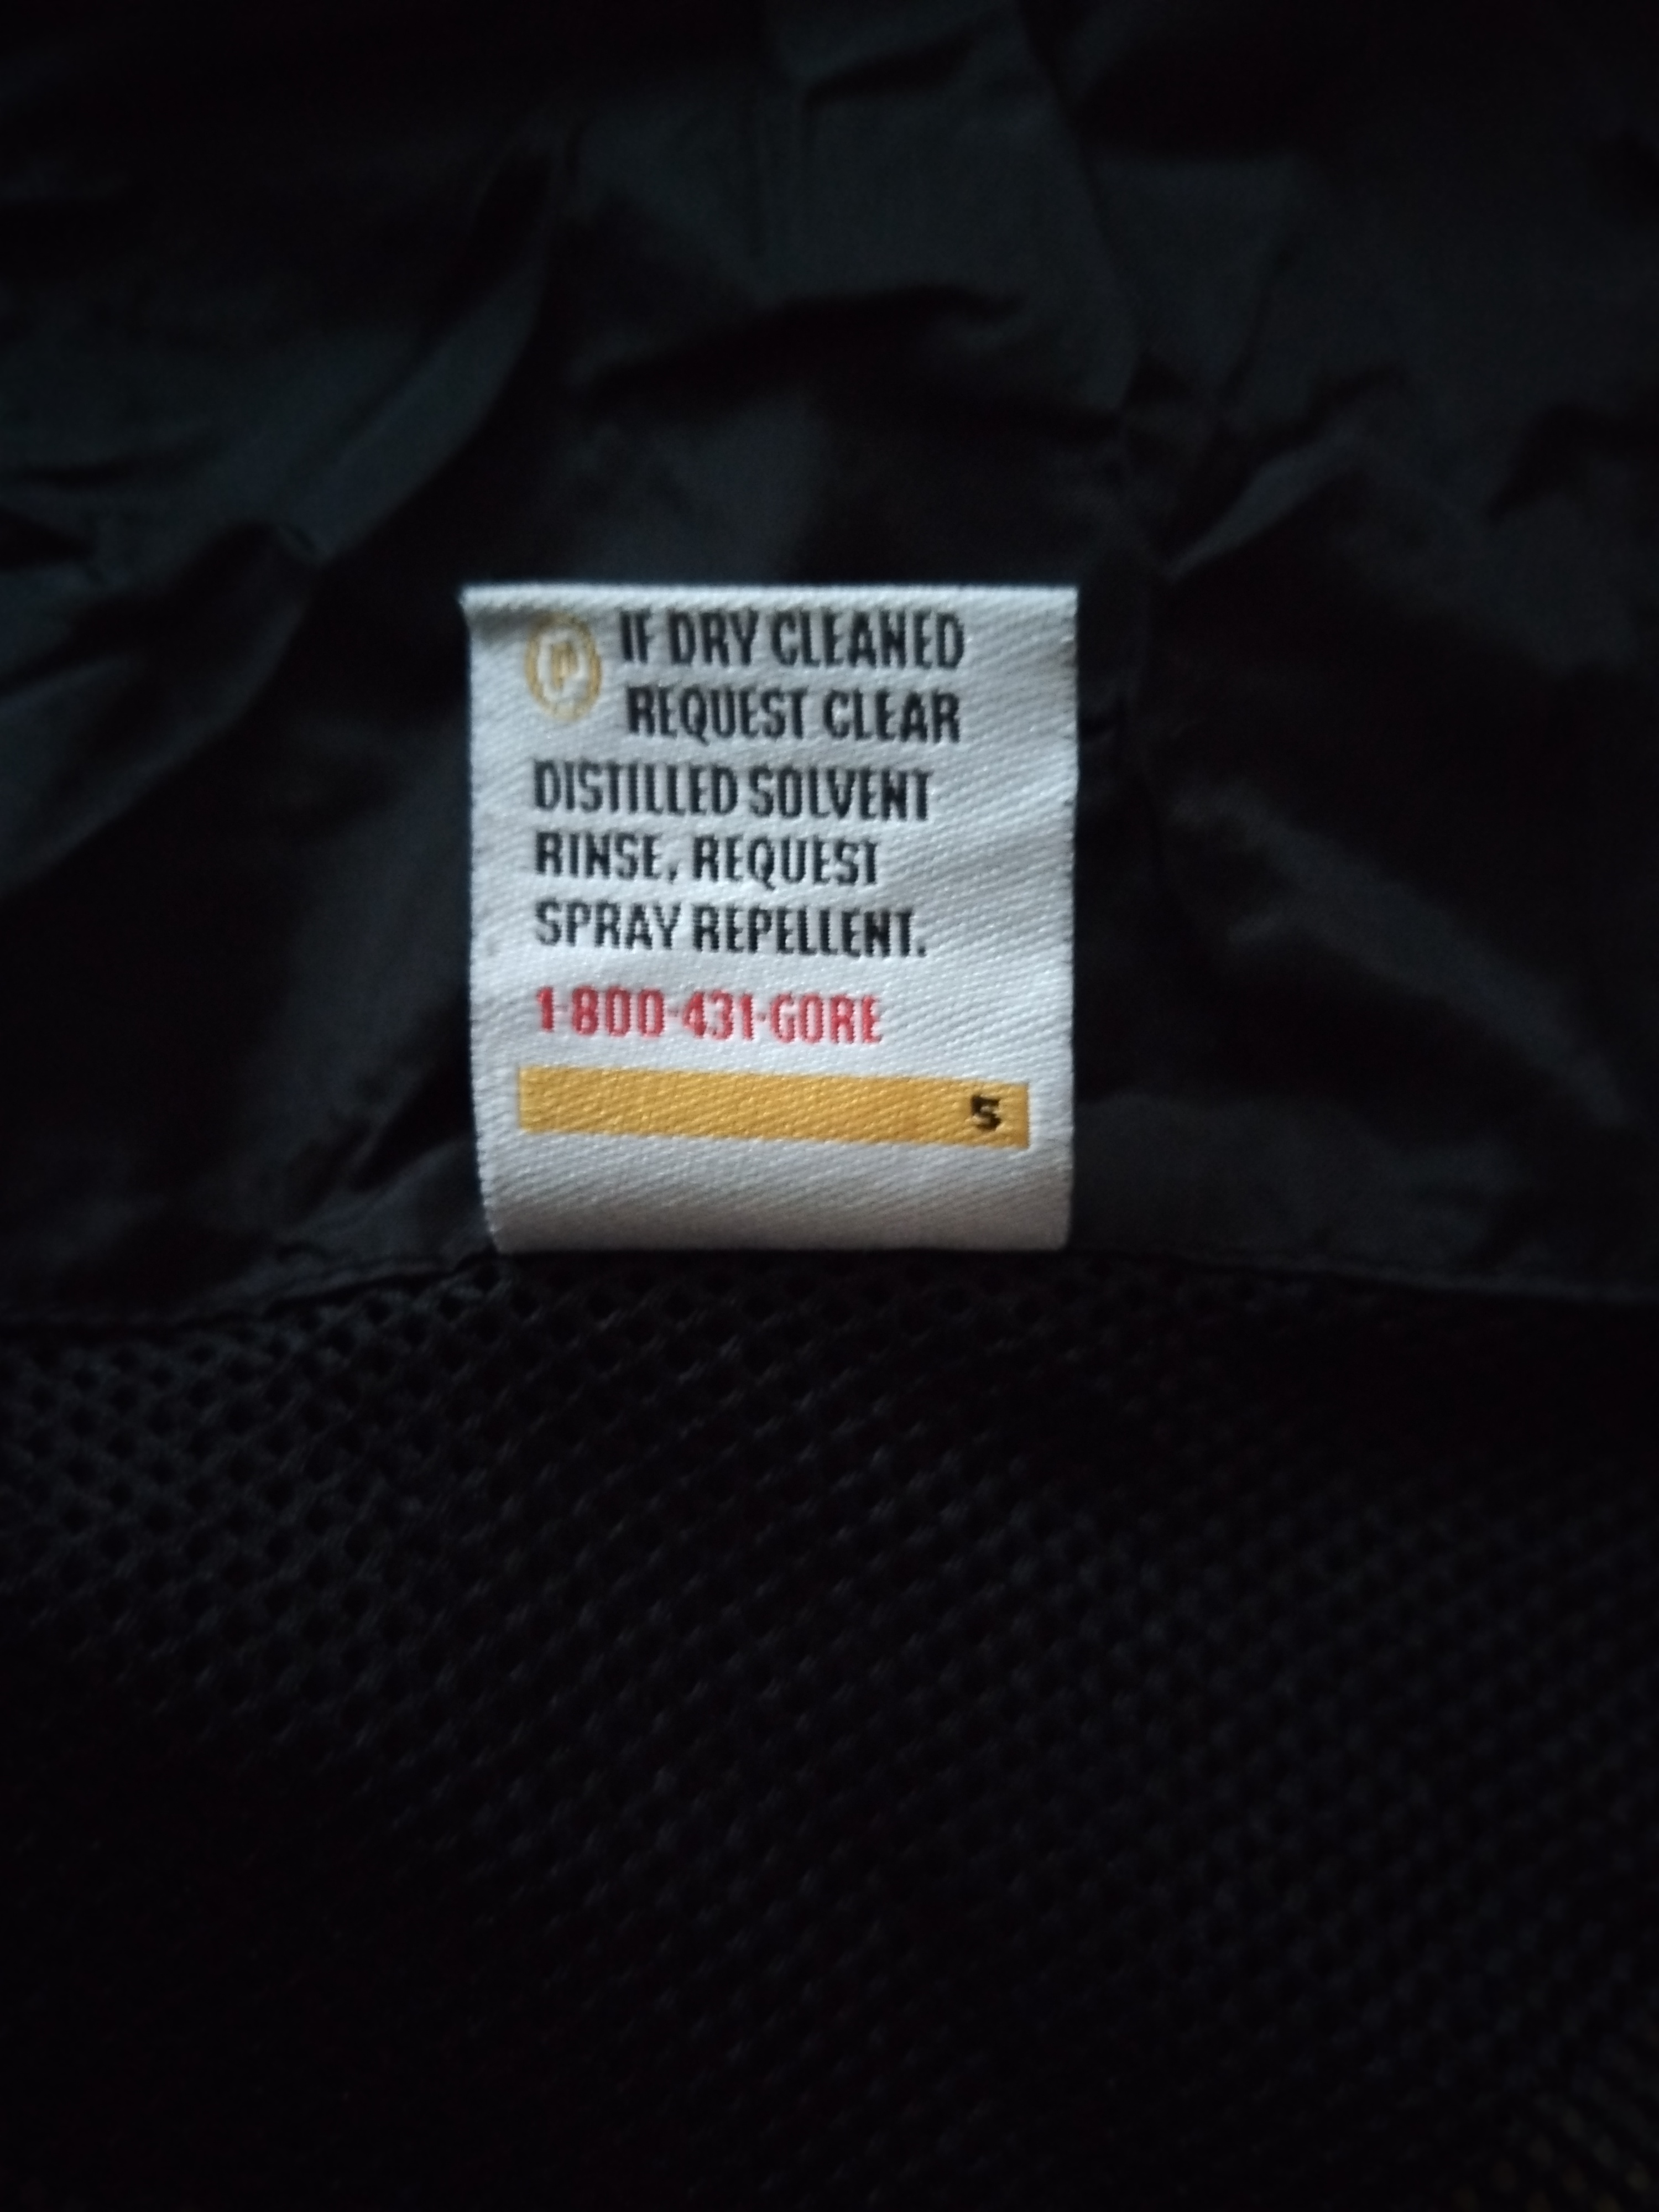 P IF DRY CLEANED
REQUEST CLEAR
DISTILLED SOLVENT
RINSE, REQUEST
SPRAY REPELLENT.
1-800-431-GORE
5